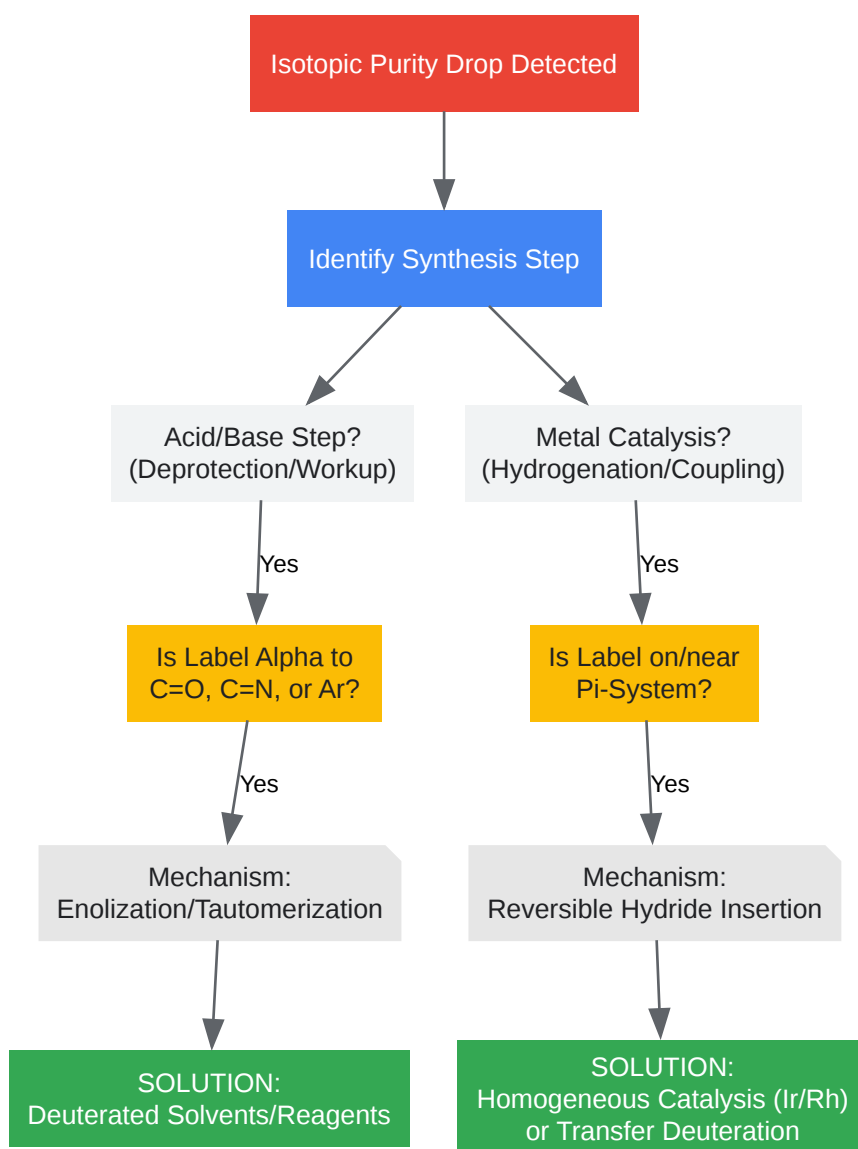 Isotopic Purity Drop Detected
Identify Synthesis Step
Acid/Base Step?
(Deprotection/Workup)
Metal Catalysis?
(Hydrogenation/Coupling)
Yes
Yes
Is Label Alpha to
C=O, C=N, or Ar?
Is Label on/near
Pi-System?
Yes
Yes
Mechanism:
Enolization/Tautomerization
Mechanism:
Reversible Hydride Insertion
SOLUTION:
Deuterated Solvents/Reagents
SOLUTION:
Homogeneous Catalysis (Ir/Rh)
or Transfer Deuteration